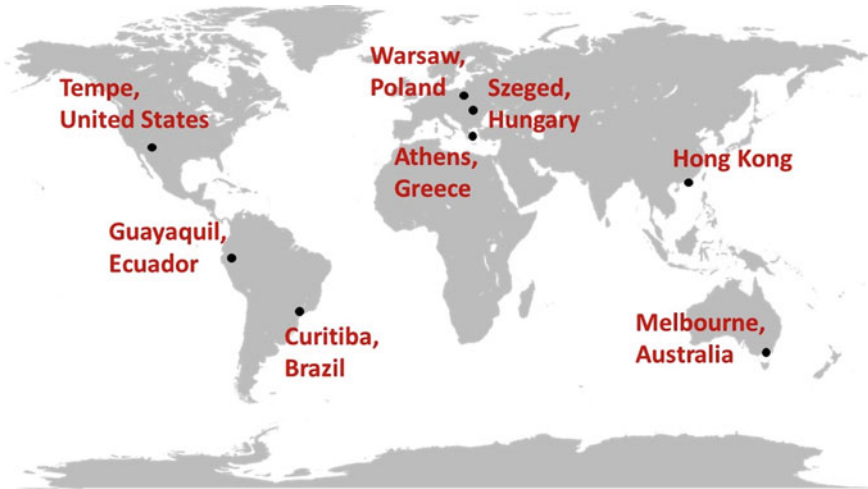 Tempe,
United States
Warsaw,
Poland
Szeged,
Hungary
Athens,
Greece
Hong Kong
Guayaquil,
Ecuador
Curitiba,
Brazil
Melbourne,
Australia